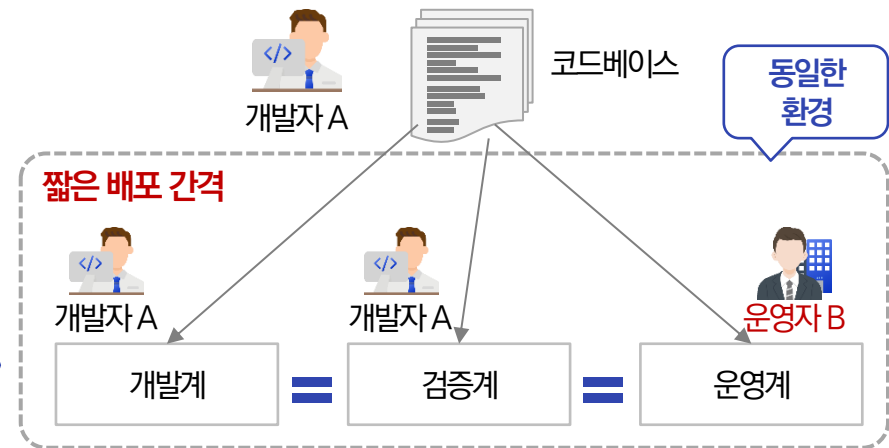 </>
개발자 A
코드베이스
동일한
환경
짧은 배포 간격
</>
개발자 A
</>
개발자 A
운영자 B
개발계 = 검증계 = 운영계